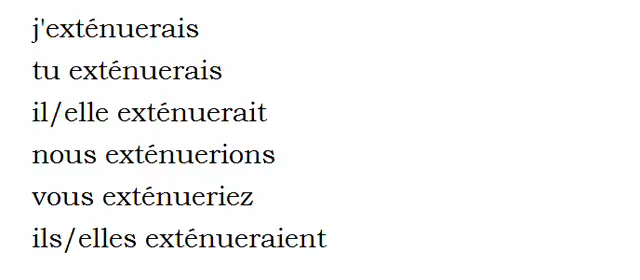 j'exténuerais
tu exténuerais
il/elle exténuerait
nous exténuerions
vous exténueriez
ils/elles exténueraient